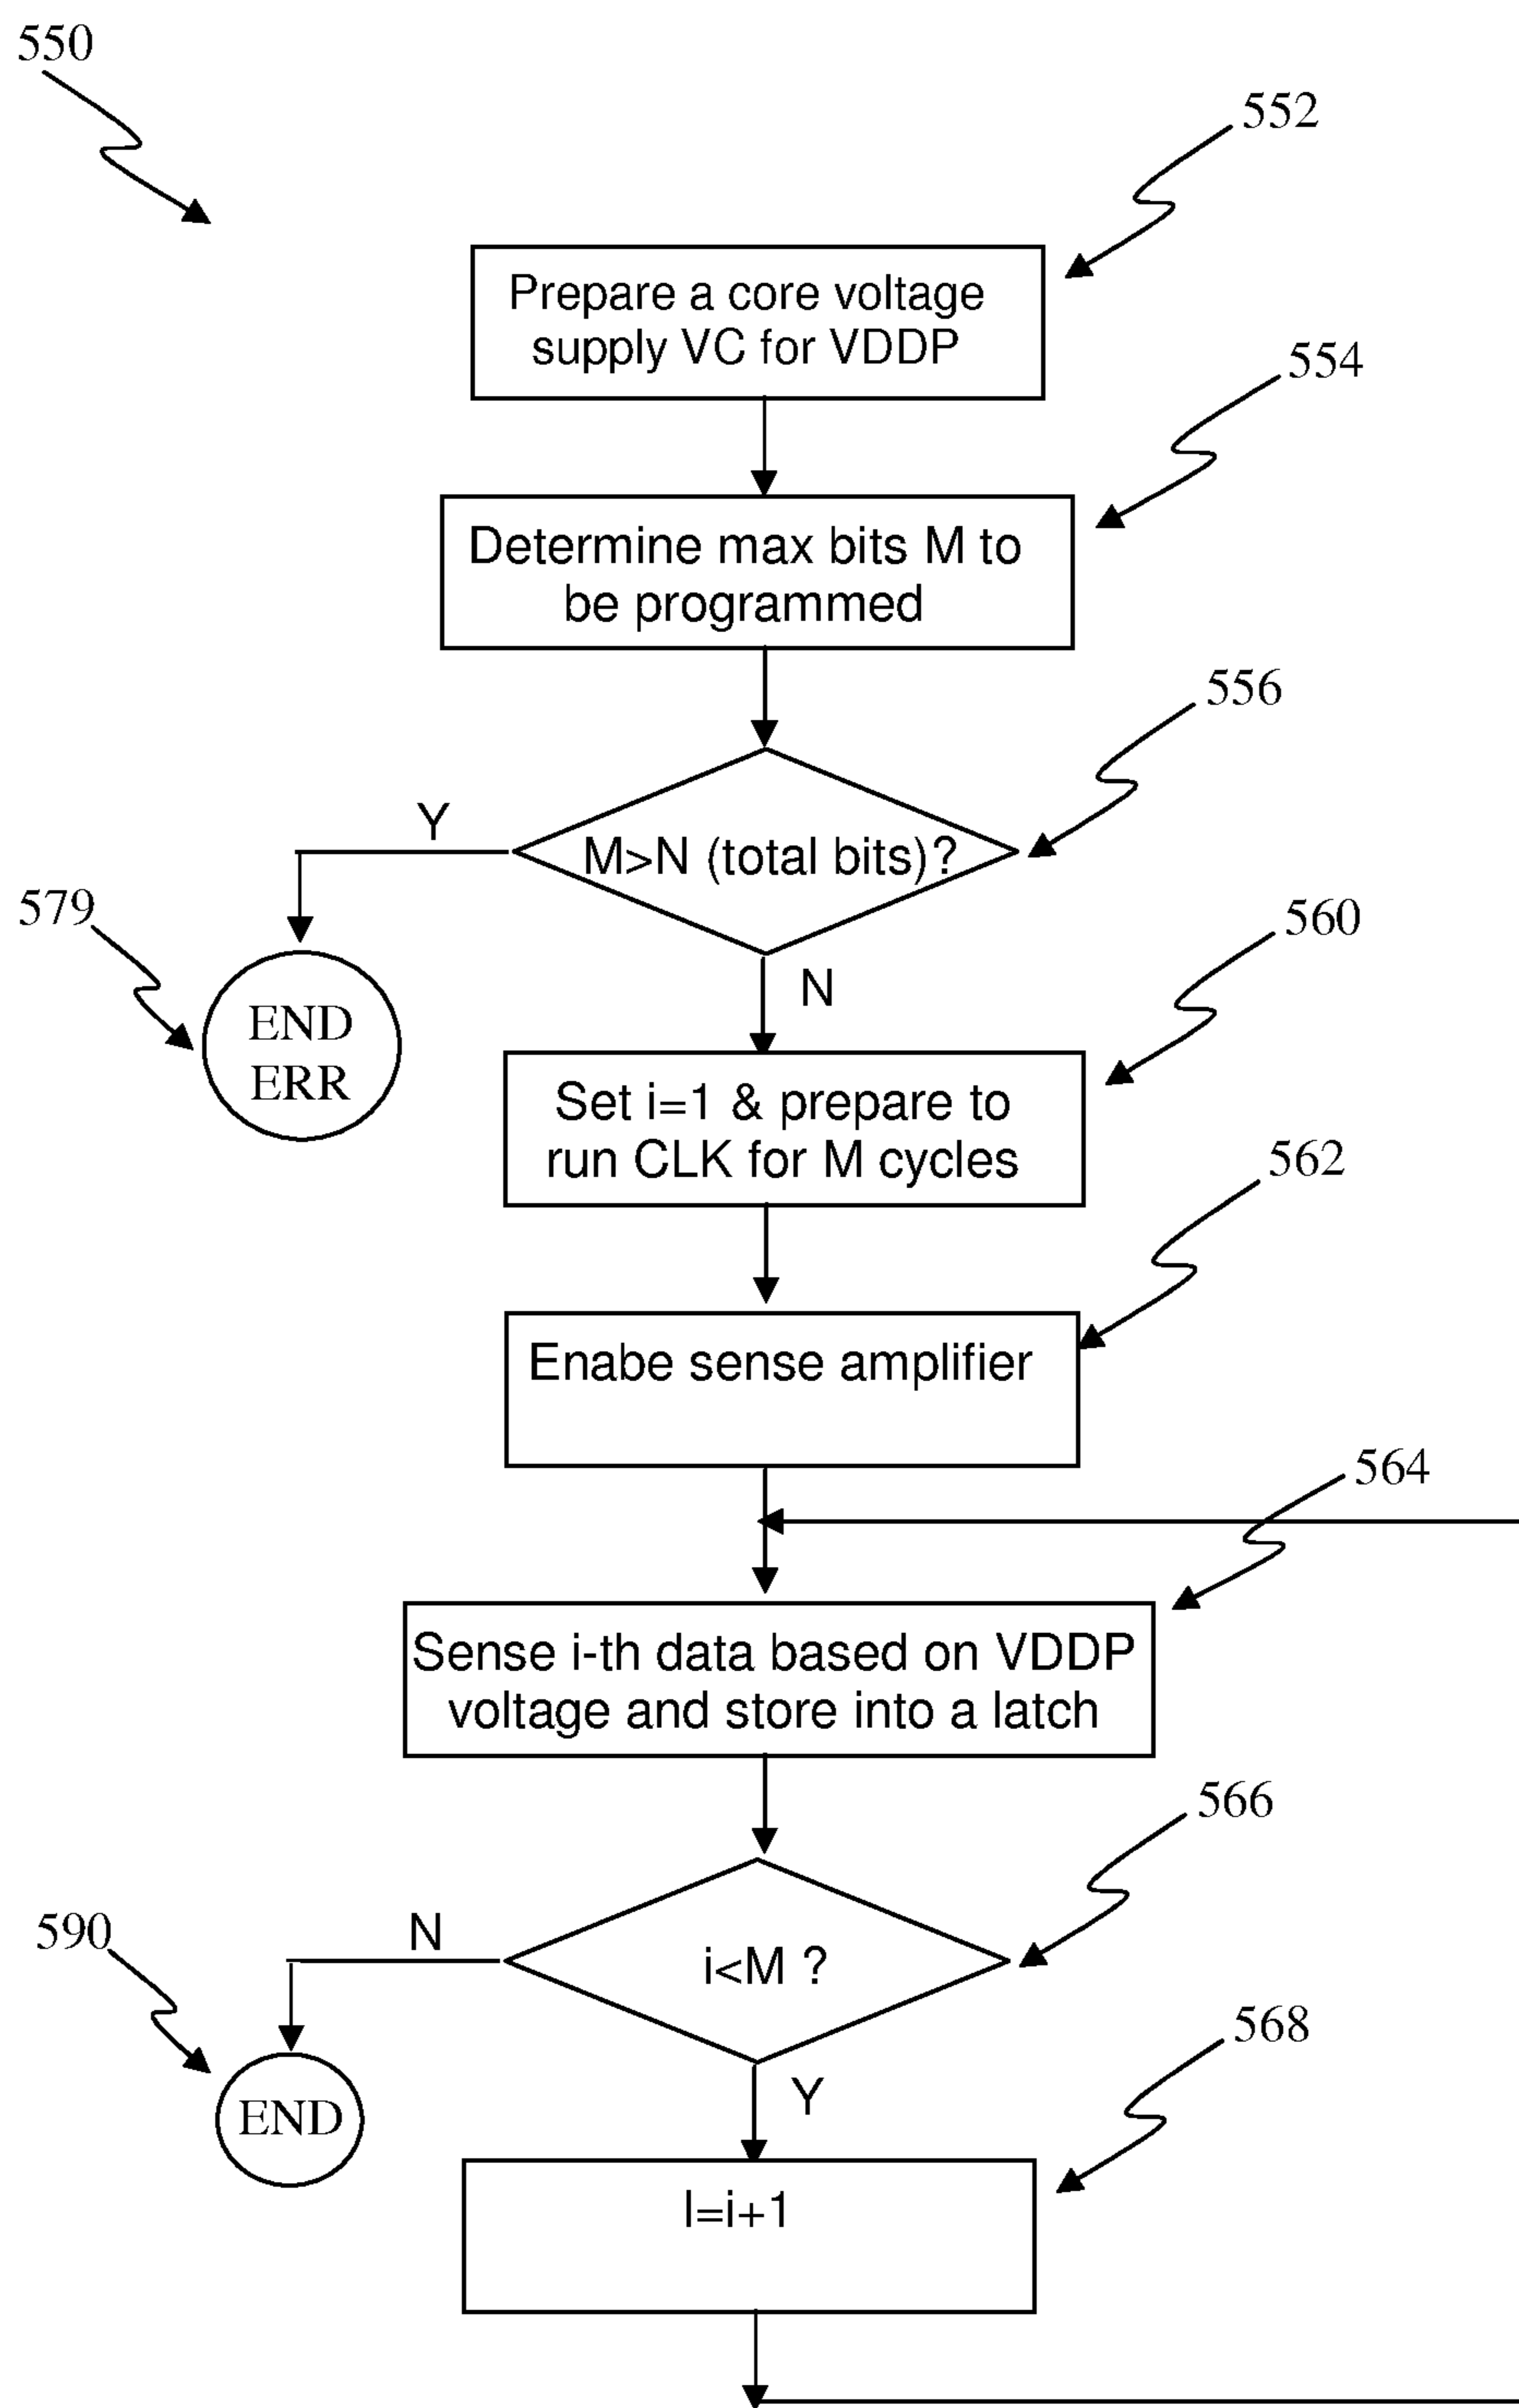 550
552
Prepare a core voltage
supply VC for VDDP
554
Determine max bits M to
be programmed
556
Y
M>N (total bits)?
579
560
N
END
ERR
Set i=1 & prepare to
run CLK for M cycles
562
Enabe sense amplifier
564
Sense i-th data based on VDDP
voltage and store into a latch
566
590
N
i<M ?
568
Y
END
I=i+1